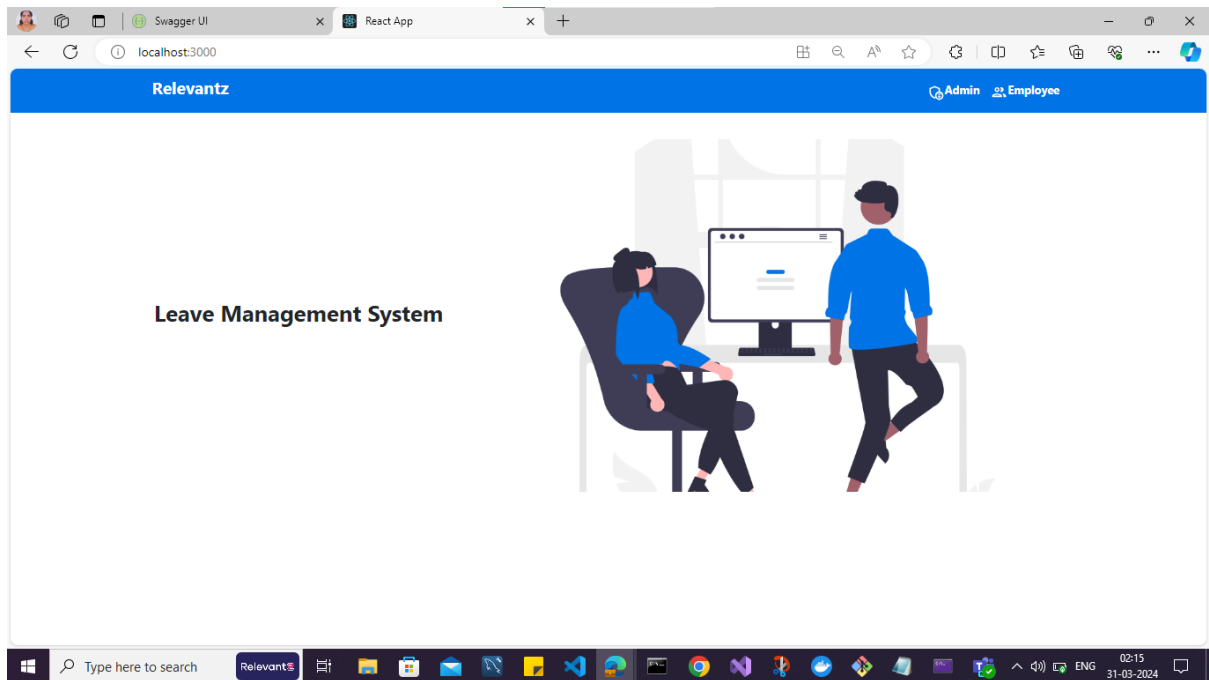 Swagger UI
React App
localhost:3000
Relevantz
Admin
Employee
Leave Management System
Type here to search
Relevantz
ENG
02:15
31-03-2024